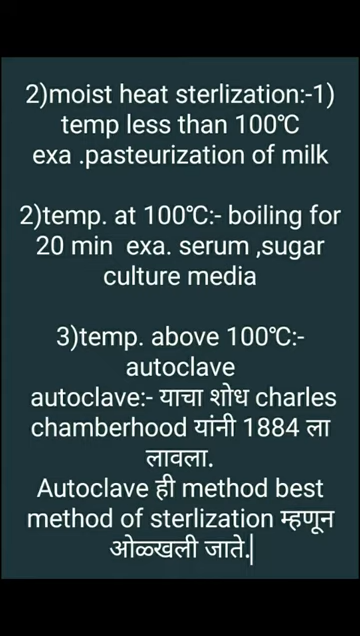 2)moist heat sterlization:-1)
temp less than 100℃
exa .pasteurization of milk
2)temp. at 100℃:- boiling for
20 min  exa. serum ,sugar
culture media
3)temp. above 100℃:-
autoclave
autoclave:- याचा शोध charles
chamberhood यांनी 1884 ला
लावला.
Autoclave ही method best
method of sterlization म्हणून
ओळखली जाते.